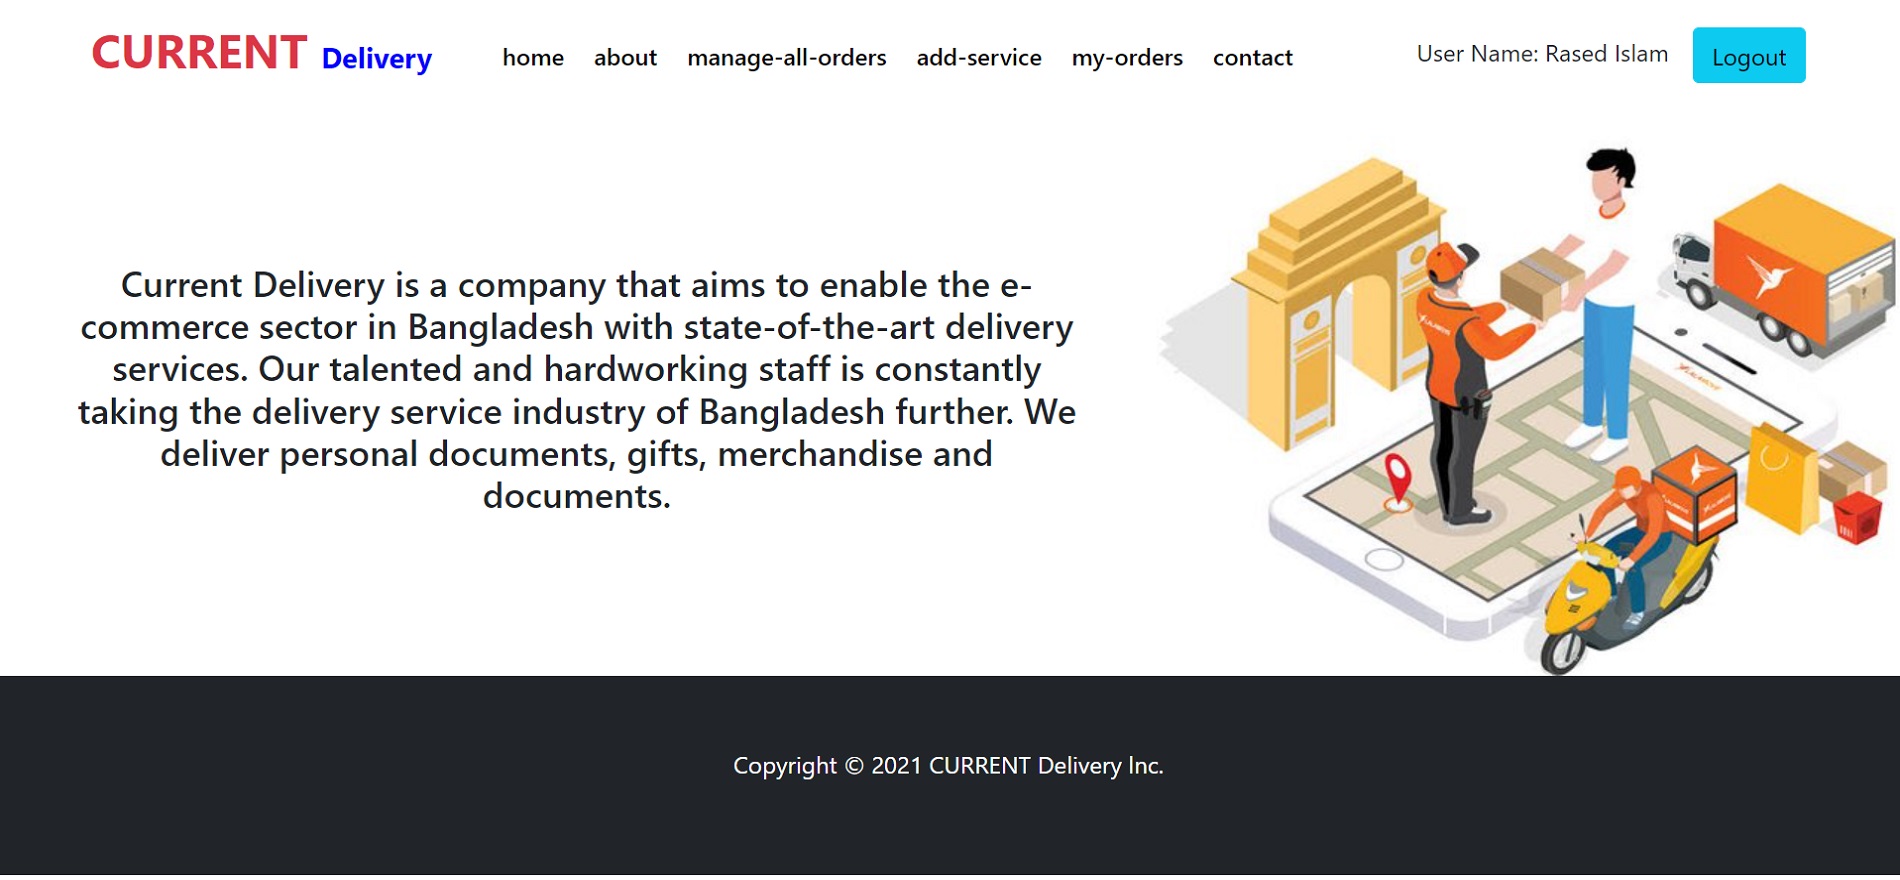 CURRENT Delivery home about manage-all-orders add-service my-orders contact User Name: Rased Islam Logout
Current Delivery is a company that aims to enable the e-
commerce sector in Bangladesh with state-of-the-art delivery
services. Our talented and hardworking staff is constantly
taking the delivery service industry of Bangladesh further. We
deliver personal documents, gifts, merchandise and
documents.
Copyright © 2021 CURRENT Delivery Inc.